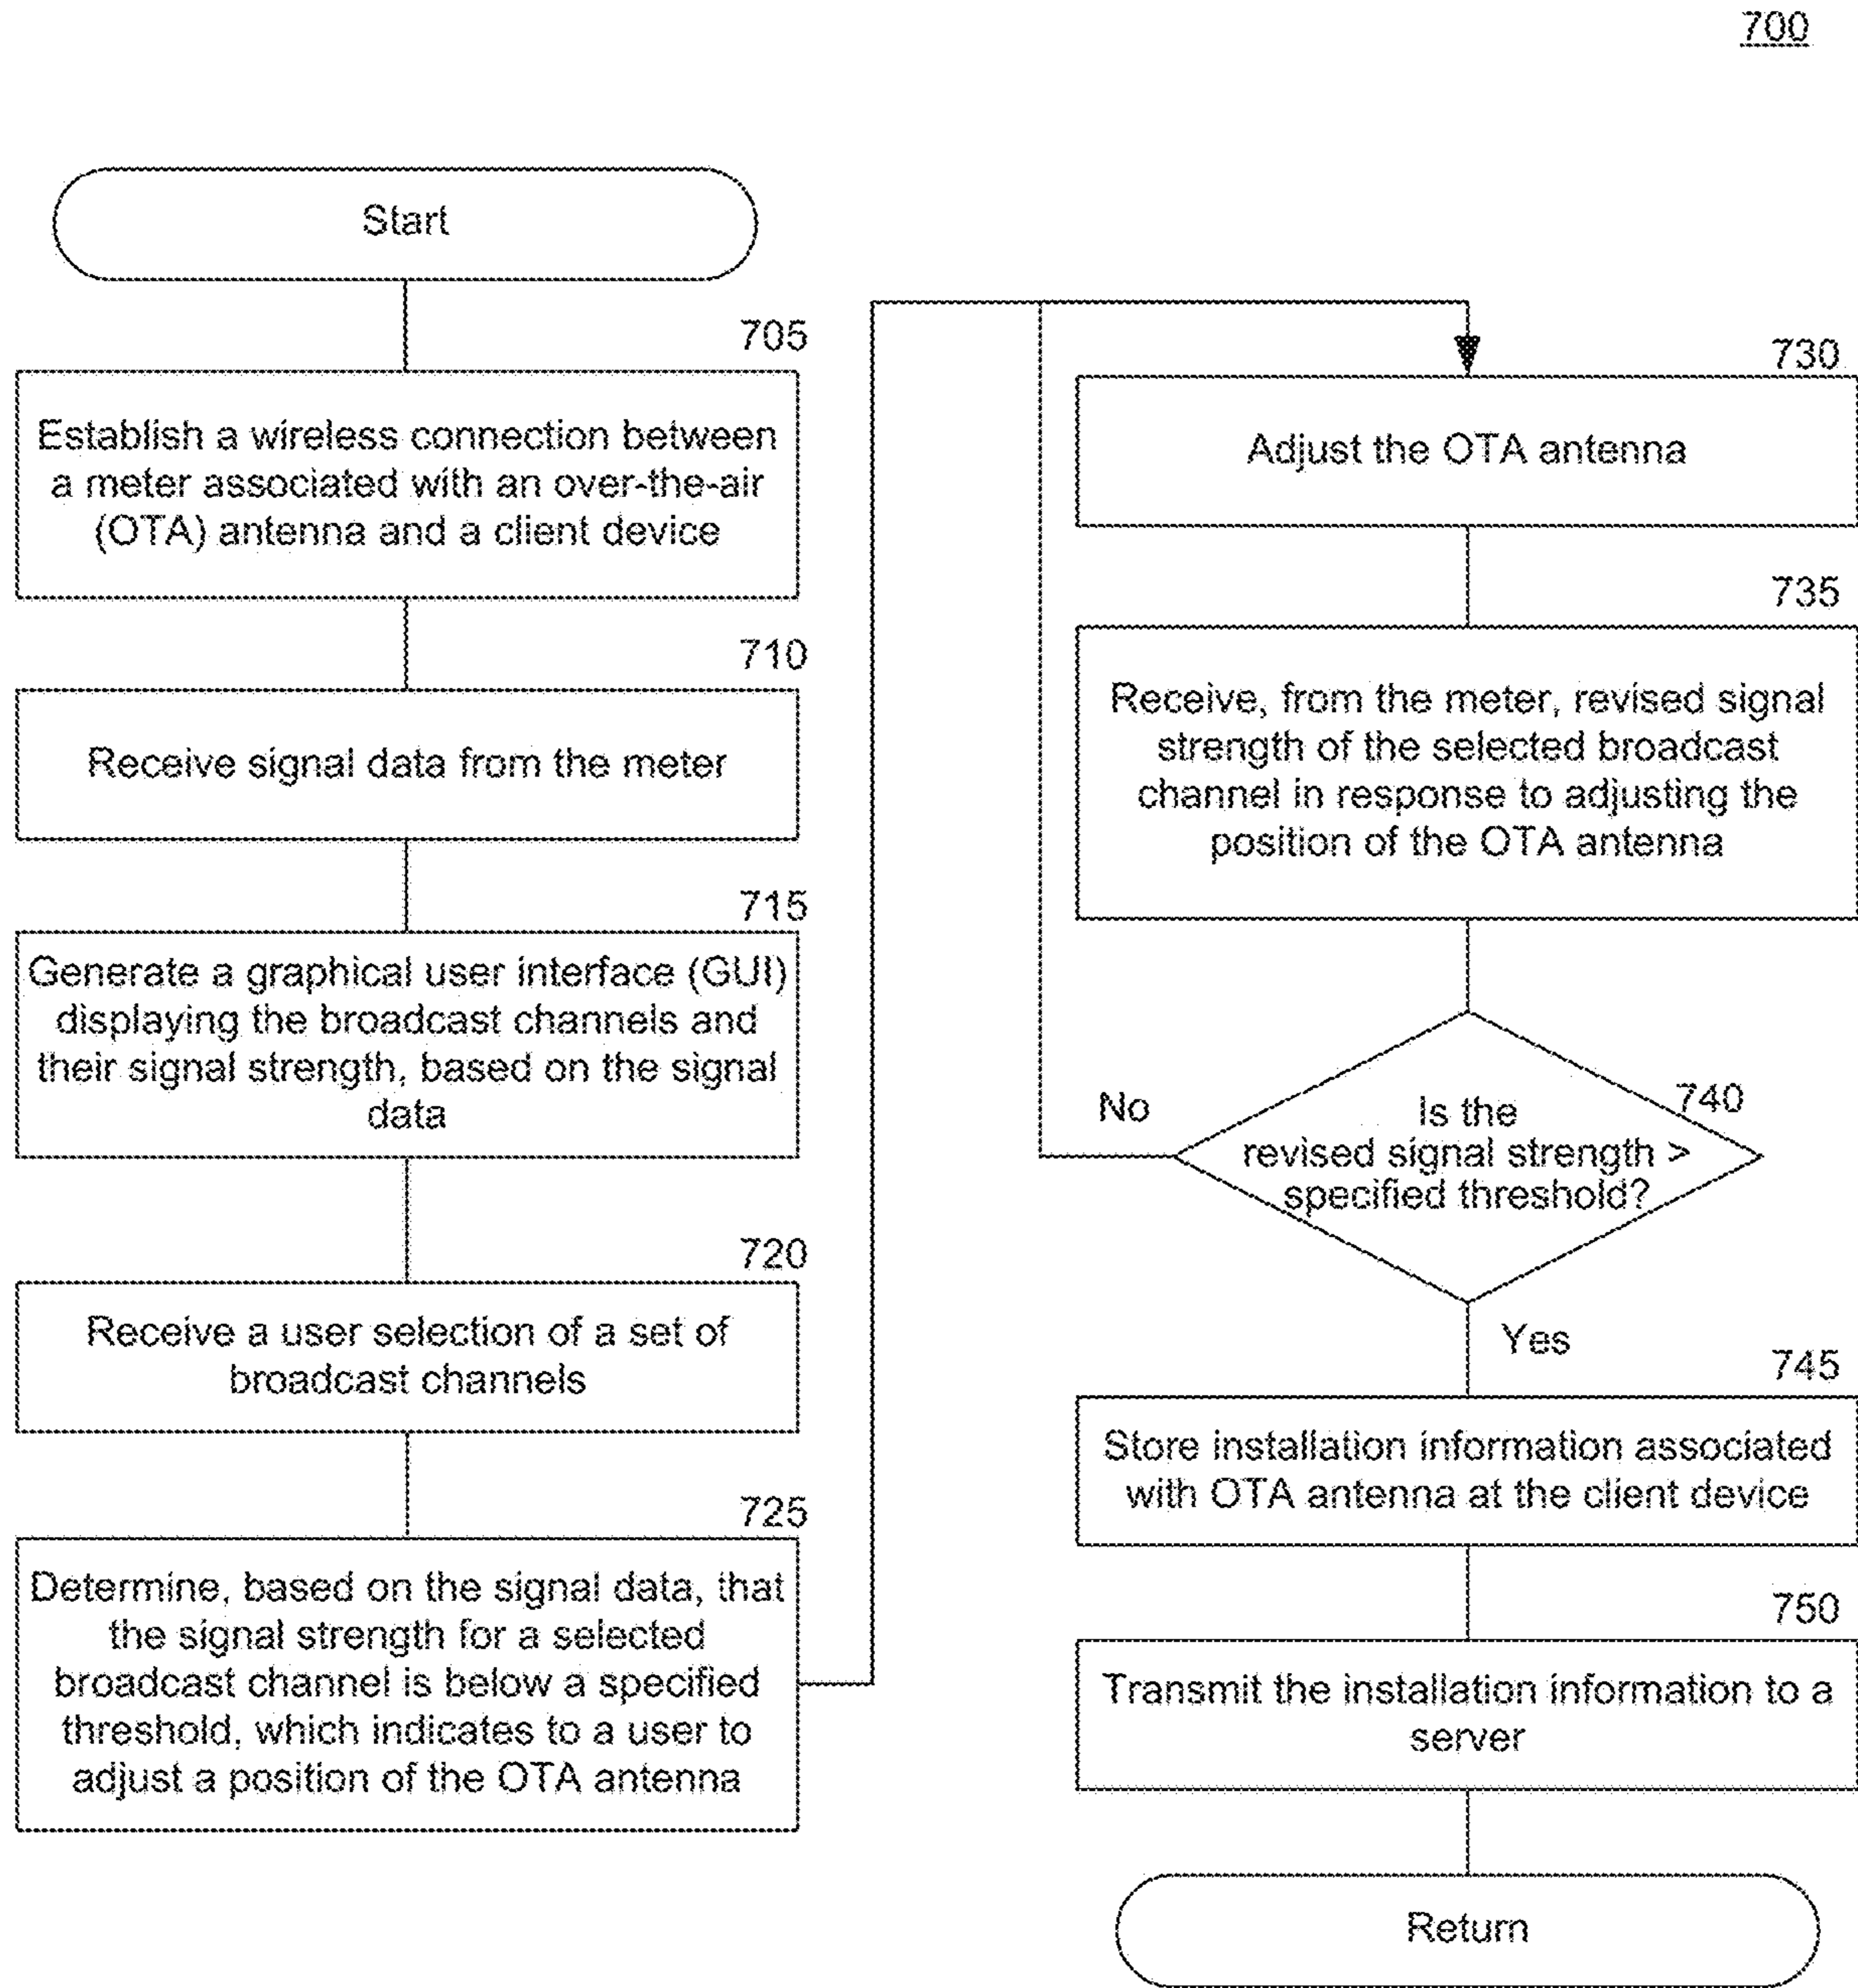 700
Start
705
Establish a wireless connection between
a meter associated with an over-the-air
(OTA) antenna and a client device
710
Receive signal data from the meter
715
Generate a graphical user interface (GUI)
displaying the broadcast channels and
their signal strength, based on the signal
data
720
Receive a user selection of a set of
broadcast channels
725
Determine, based on the signal data, that
the signal strength for a selected
broadcast channel is below a specified
threshold, which indicates to a user to
adjust a position of the OTA antenna
730
Adjust the OTA antenna
735
Receive, from the meter, revised signal
strength of the selected broadcast
channel in response to adjusting the
position of the OTA antenna
740
Is the
revised signal strength >
specified threshold?
No
Yes
745
Store installation information associated
with OTA antenna at the client device
750
Transmit the installation information to a
server
Return